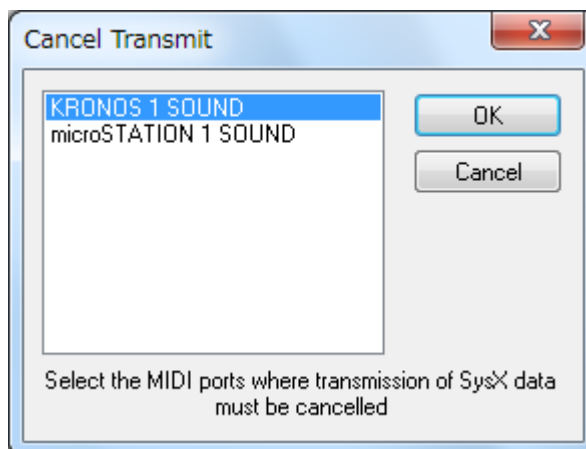 Cancel Transmit
KRONOS 1 SOUND
microSTATION 1 SOUND
OK
Cancel
Select the MIDI ports where transmission of SysX data
must be cancelled